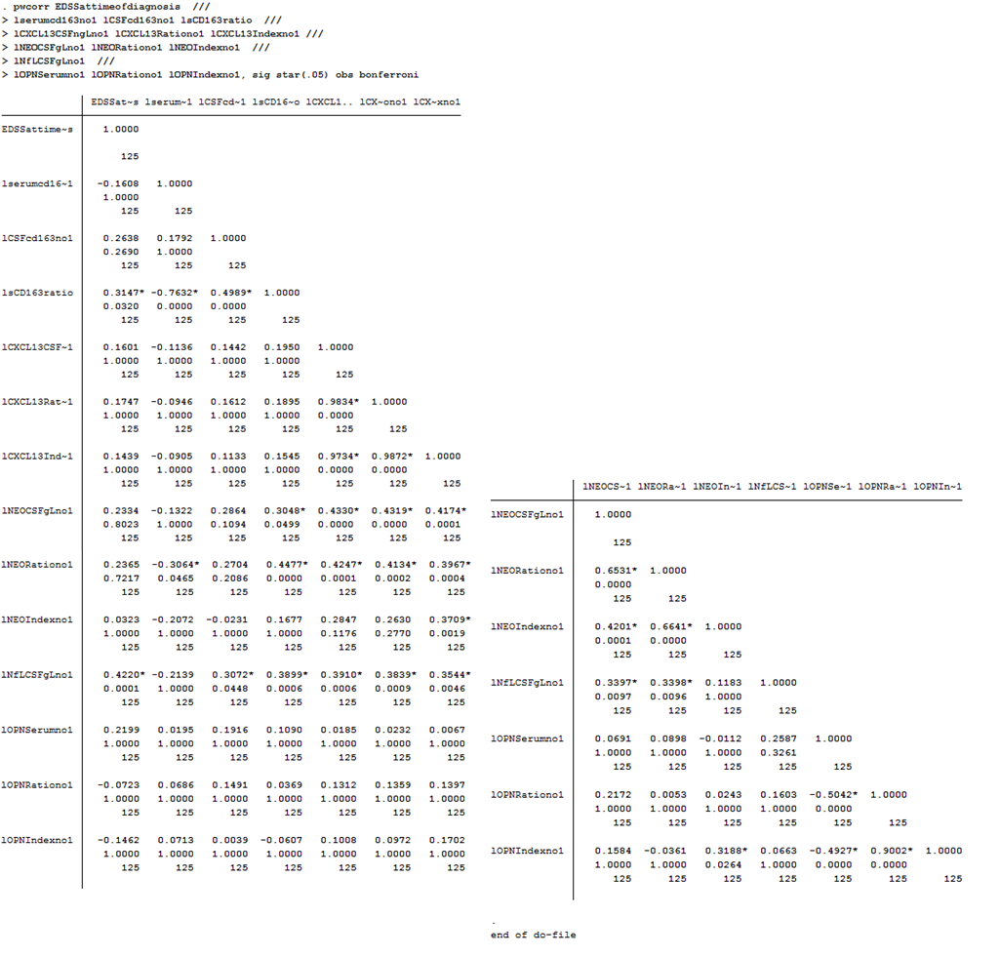 . pwcorr EDSSattimeofdiagnosis  ///
> lserumcd163no1 lCSFcd163no1 lsCD163ratio  ///
> lCXCL13CSFngLno1 lCXCL13Rationo1 lCXCL13Indexno1 ///
> lNEOCSFgLno1 lNEORationo1 lNEOIndexno1  ///
> lNfLCSFgLno1  ///
> lOPNSerumno1 lOPNRationo1 lOPNIndexno1, sig star(.05) obs bonferroni
EDSSat~s lserum~1 lCSFcd~1 lsCD16~o lCXCL1.. lCX~ono1 lCX~xno1
EDSSattime~s 1.0000
125
lserumcd16~1 -0.1608 1.0000
1.0000
125 125
lCSFcd163no1 0.2638 0.1792 1.0000
0.2690 1.0000
125 125 125
lsCD163ratio 0.3147* -0.7632* 0.4989* 1.0000
0.0320 0.0000 0.0000
125 125 125 125
lCXCL13CSF~1 0.1601 -0.1136 0.1442 0.1950 1.0000
1.0000 1.0000 1.0000 1.0000
125 125 125 125 125
lCXCL13Rat~1 0.1747 -0.0946 0.1612 0.1895 0.9834* 1.0000
1.0000 1.0000 1.0000 1.0000 0.0000
125 125 125 125 125 125
lCXCL13Ind~1 0.1439 -0.0905 0.1133 0.1545 0.9734* 0.9872* 1.0000
1.0000 1.0000 1.0000 1.0000 0.0000 0.0000
125 125 125 125 125 125 125
lNEOCSFgLno1 0.2334 -0.1322 0.2864 0.3048* 0.4330* 0.4319* 0.4174*
0.8023 1.0000 0.1094 0.0499 0.0000 0.0000 0.0001
125 125 125 125 125 125 125
lNEORationo1 0.2365 -0.3064* 0.2704 0.4477* 0.4247* 0.4134* 0.3967*
0.7217 0.0465 0.2086 0.0000 0.0001 0.0002 0.0004
125 125 125 125 125 125 125
lNEOIndexno1 0.0323 -0.2072 -0.0231 0.1677 0.2847 0.2630 0.3709*
1.0000 1.0000 1.0000 1.0000 0.1176 0.2770 0.0019
125 125 125 125 125 125 125
lNfLCSFgLno1 0.4220* -0.2139 0.3072* 0.3899* 0.3910* 0.3839* 0.3544*
0.0001 1.0000 0.0448 0.0006 0.0006 0.0009 0.0046
125 125 125 125 125 125 125
lOPNSerumno1 0.2199 0.0195 0.1916 0.1090 0.0185 0.0232 0.0067
1.0000 1.0000 1.0000 1.0000 1.0000 1.0000 1.0000
125 125 125 125 125 125 125
lOPNRationo1 -0.0723 0.0686 0.1491 0.0369 0.1312 0.1359 0.1397
1.0000 1.0000 1.0000 1.0000 1.0000 1.0000 1.0000
125 125 125 125 125 125 125
lOPNIndexno1 -0.1462 0.0713 0.0039 -0.0607 0.1008 0.0972 0.1702
1.0000 1.0000 1.0000 1.0000 1.0000 1.0000 1.0000
125 125 125 125 125 125 125
lNEOCS~1 lNEORa~1 lNEOIn~1 lNfLCS~1 lOPNSe~1 lOPNRa~1 lOPNIn~1
lNEOCSFgLno1 1.0000
125
lNEORationo1 0.6531* 1.0000
0.0000
125 125
lNEOIndexno1 0.4201* 0.6641* 1.0000
0.0001 0.0000
125 125 125
lNfLCSFgLno1 0.3397* 0.3398* 0.1183 1.0000
0.0097 0.0096 1.0000
125 125 125 125
lOPNSerumno1 0.0691 0.0898 -0.0112 0.2587 1.0000
1.0000 1.0000 1.0000 0.3261
125 125 125 125 125
lOPNRationo1 0.2172 0.0053 0.0243 0.1603 -0.5042* 1.0000
1.0000 1.0000 1.0000 1.0000 0.0000
125 125 125 125 125 125
lOPNIndexno1 0.1584 -0.0361 0.3188* 0.0663 -0.4927* 0.9002* 1.0000
1.0000 1.0000 0.0264 1.0000 0.0000 0.0000
125 125 125 125 125 125 125
.
end of do-file